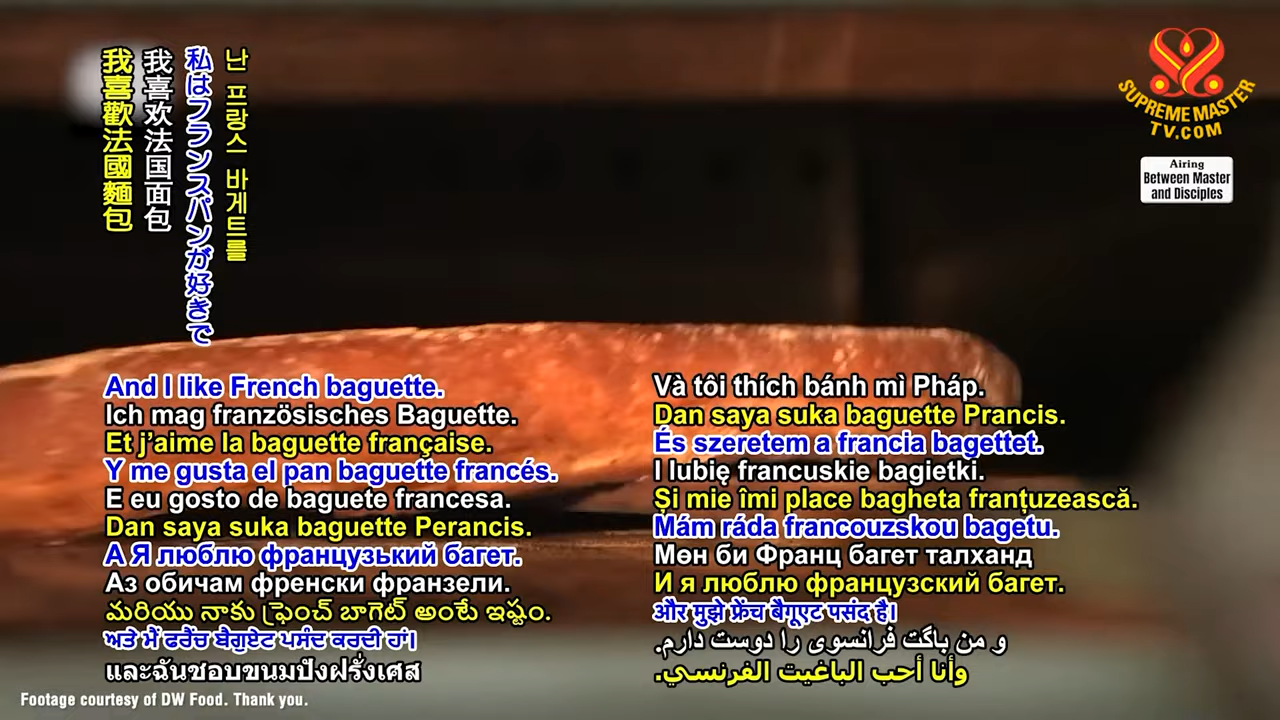 我喜歡法國麵包
我喜欢法国面包
私はフランスパンが好きで
난 프랑스 바게트를
SUPREME MASTER
TV.COM
Airing
Between Master
and Disciples
And I like French baguette.
Ich mag französisches Baguette.
Et j’aime la baguette française.
Y me gusta el pan baguette francés.
E eu gosto de baguete francesa.
Dan saya suka baguette Perancis.
А Я люблю французький багет.
Аз обичам френски франзели.
మరియు నాకు ఫ్రెంచ్ బాగెట్ అంటే ఇష్టం.
ਅਤੇ ਮੈਂ ਫਰੈਂਚ ਬੈਗੁਏਟ ਪਸੰਦ ਕਰਦੀ ਹਾਂ।
และฉันชอบขนมปังฝรั่งเศส
Và tôi thích bánh mì Pháp.
Dan saya suka baguette Prancis.
És szeretem a francia bagettet.
I lubię francuskie bagietki.
Și mie îmi place bagheta franțuzească.
Mám ráda francouzskou bagetu.
Мөн би Франц багет талханд
И я люблю французский багет.
और मुझे फ्रेंच बैगूएट पसंद है।
و من باگت فرانسوی را دوست دارم.
وأنا أحب الباغيت الفرنسي.
Footage courtesy of DW Food. Thank you.